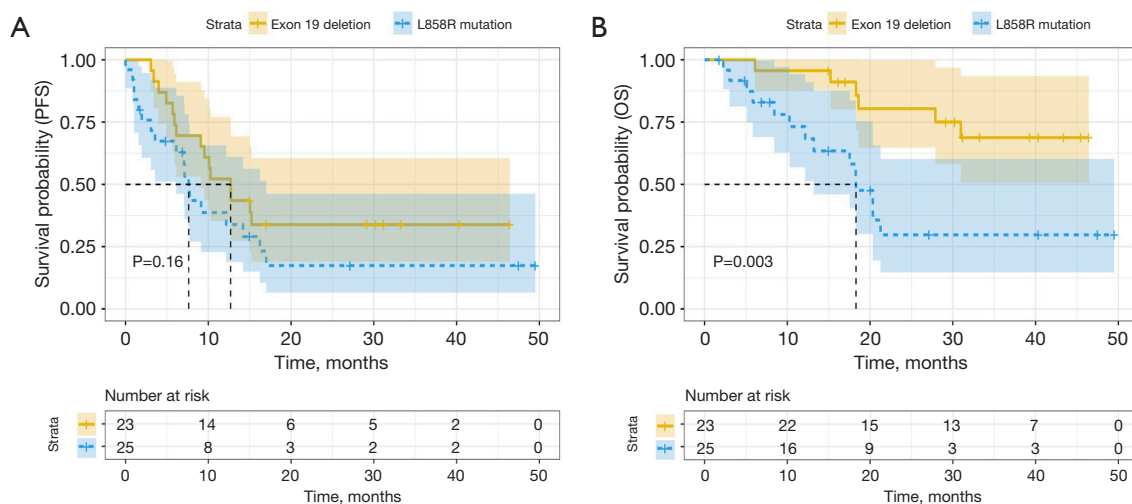 A
Strata Exon 19 deletion L858R mutation
Survival probability (PFS)
1.00
0.75
0.50
0.25
0.00
P=0.16
0 10 20 30 40 50
Time, months
Number at risk
Strata
23 14 6 5 2 0
25 8 3 2 2 0
0 10 20 30 40 50
Time, months
B
Strata Exon 19 deletion L858R mutation
Survival probability (OS)
1.00
0.75
0.50
0.25
0.00
P=0.003
0 10 20 30 40 50
Time, months
Number at risk
Strata
23 22 15 13 7 0
25 16 9 3 3 0
0 10 20 30 40 50
Time, months